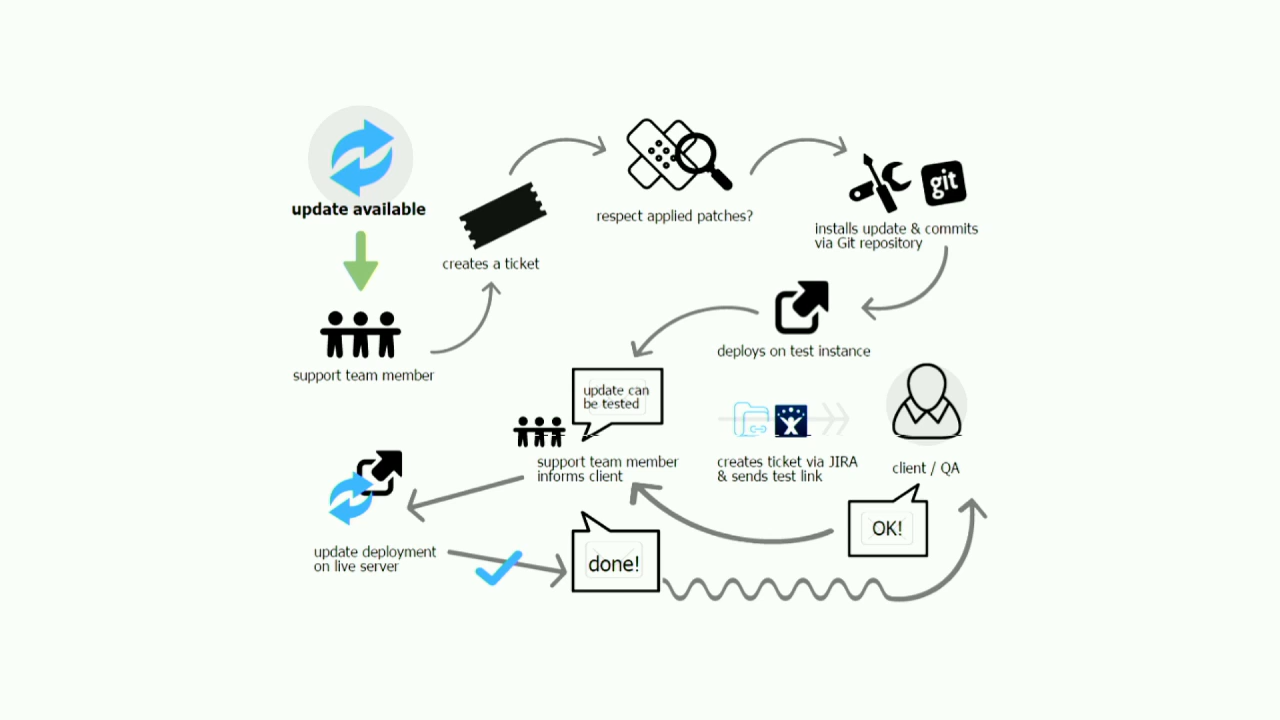 update available
support team member
creates a ticket
respect applied patches?
git
installs update & commits
via Git repository
deploys on test instance
update can
be tested
support team member
informs client
creates ticket via JIRA
& sends test link
client / QA
OK!
update deployment
on live server
done!